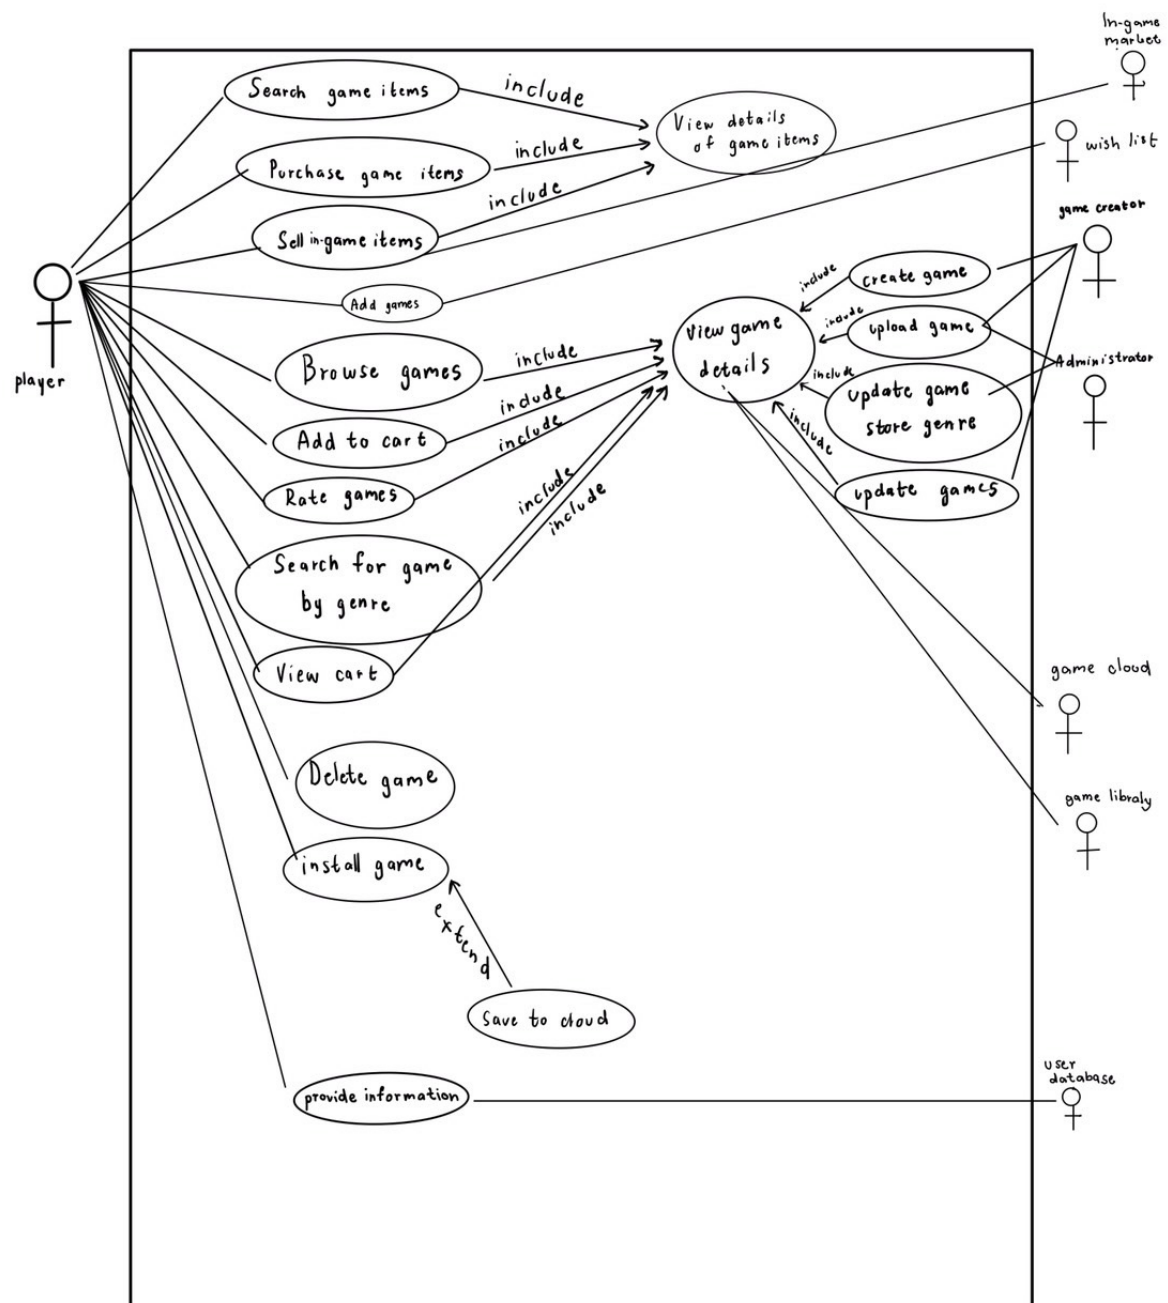 In-game
market
Search game items
include
View details
of game items
wish list
Purchase game items
include
include
Sell in-game items
game creator
player
Add games
include
create game
View game
details
include
upload game
Browse games
include
include
update game
store genre
Administrator
Add to cart
include
include
include
Rate games
update games
include
include
Search for game
by genre
View cart
game cloud
Delete game
game libraly
install game
extend
Save to cloud
user
database
provide information